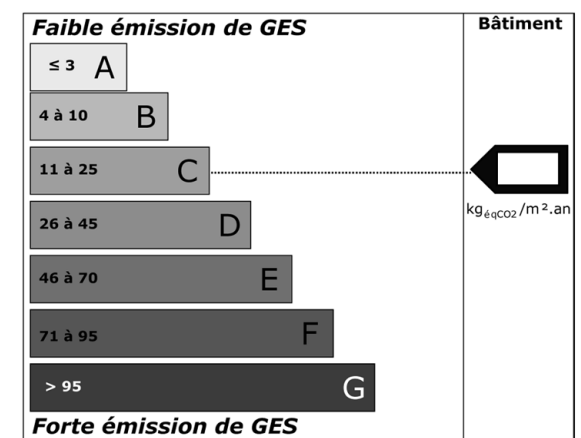 Faible émission de GES
Bâtiment
≤ 3 A
4 à 10 B
11 à 25 C
kgéqCO2/m².an
26 à 45 D
46 à 70 E
71 à 95 F
> 95 G
Forte émission de GES